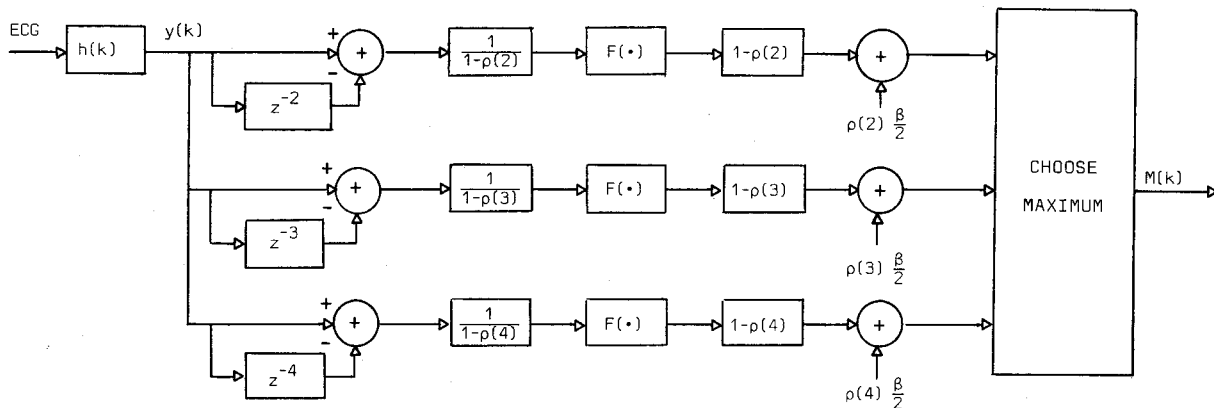 ECG
h(k)
y(k)
+
−
+
z⁻²
1/(1-ρ(2))
F(•)
1-ρ(2)
+
ρ(2) β/2
+
−
+
z⁻³
1/(1-ρ(3))
F(•)
1-ρ(3)
+
ρ(3) β/2
+
−
+
z⁻⁴
1/(1-ρ(4))
F(•)
1-ρ(4)
+
ρ(4) β/2
CHOOSE
MAXIMUM
M(k)